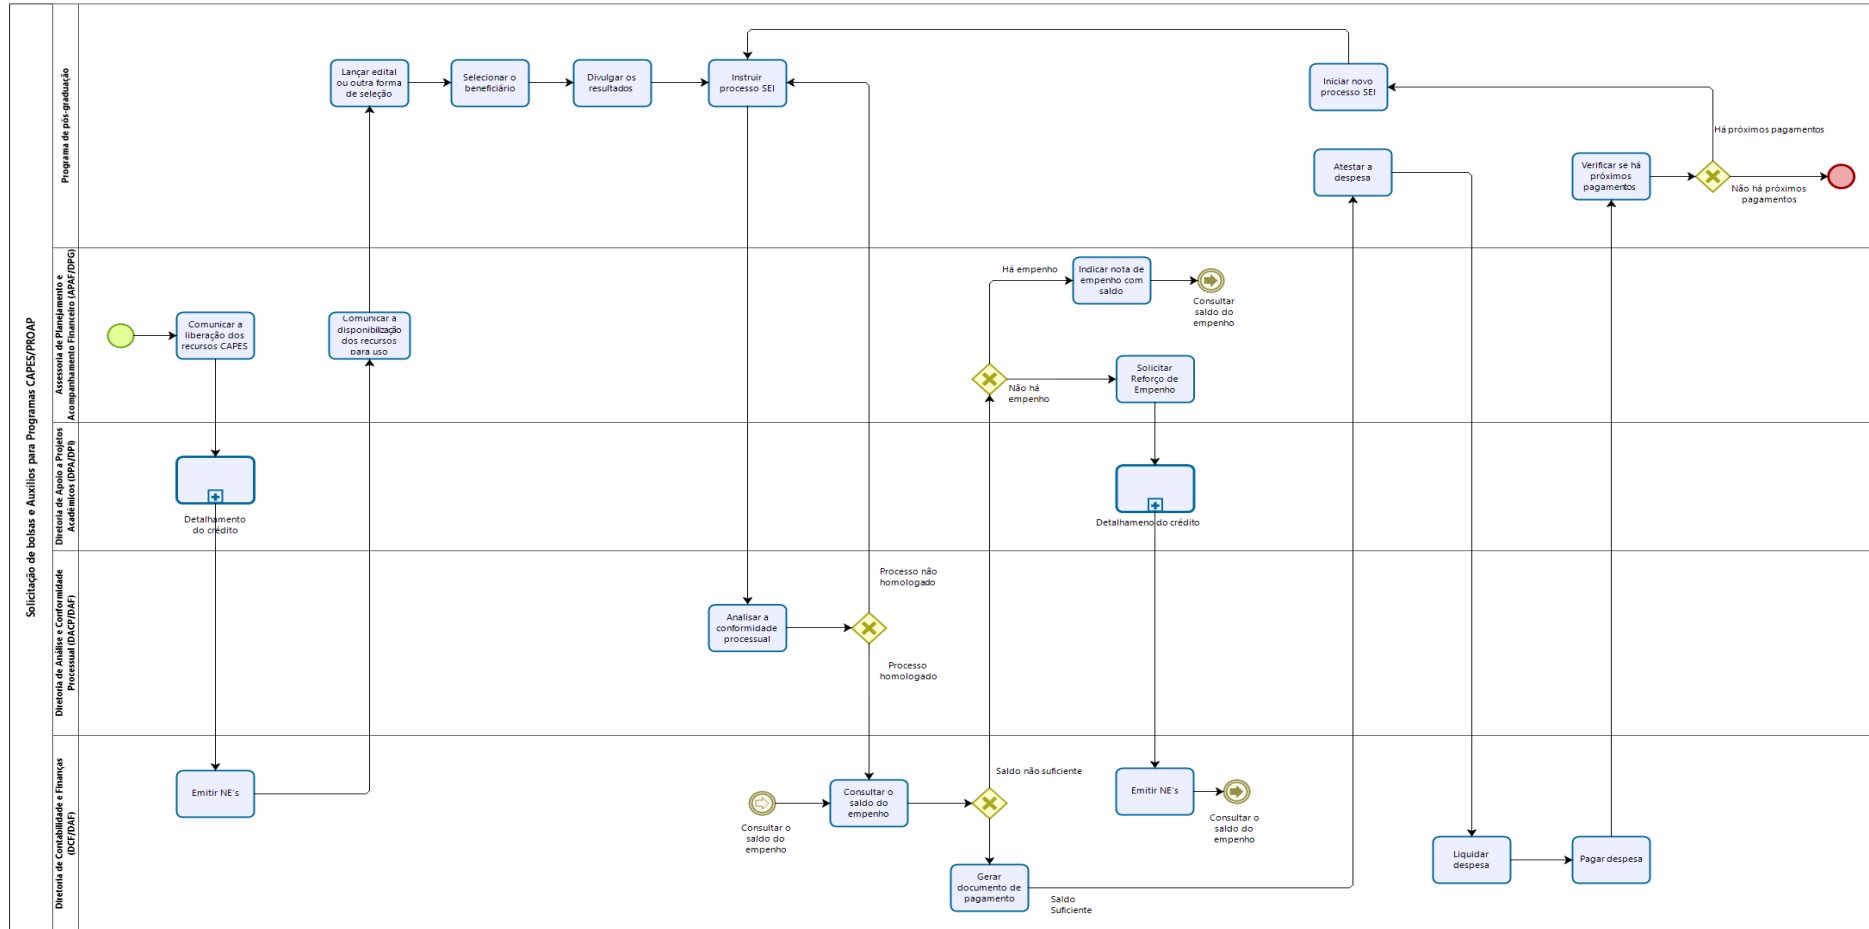 Solicitação de bolsas e Auxílios para Programas CAPES/PROAP
Programa de pós-graduação
Lançar edital
ou outra forma
de seleção
Selecionar o
beneficiário
Divulgar os
resultados
Instruir
processo SEI
Iniciar novo
processo SEI
Há próximos pagamentos
Atestar a
despesa
Verificar se há
próximos
pagamentos
Não há próximos
pagamentos
Assessoria de Planejamento e
Acompanhamento Financeiro (APAF/DPG)
Comunicar a
liberação dos
recursos CAPES
Comunicar a
disponibilização
dos recursos
para uso
Há empenho
Indicar nota de
empenho com
saldo
Consultar
saldo do
empenho
Não há
empenho
Solicitar
Reforço de
Empenho
Diretoria de Apoio a Projetos
Acadêmicos (DPA/DPI)
Detalhamento
do crédito
Detalhameno do crédito
Diretoria de Análise e Conformidade
Processual (DACP/DAF)
Processo não
homologado
Analisar a
conformidade
processual
Processo
homologado
Diretoria de Contabilidade e Finanças
(DCF/DAF)
Emitir NE's
Consultar o
saldo do
empenho
Consultar o
saldo do
empenho
Saldo não suficiente
Emitir NE's
Consultar o
saldo do
empenho
Gerar
documento de
pagamento
Saldo
Suficiente
Liquidar
despesa
Pagar despesa